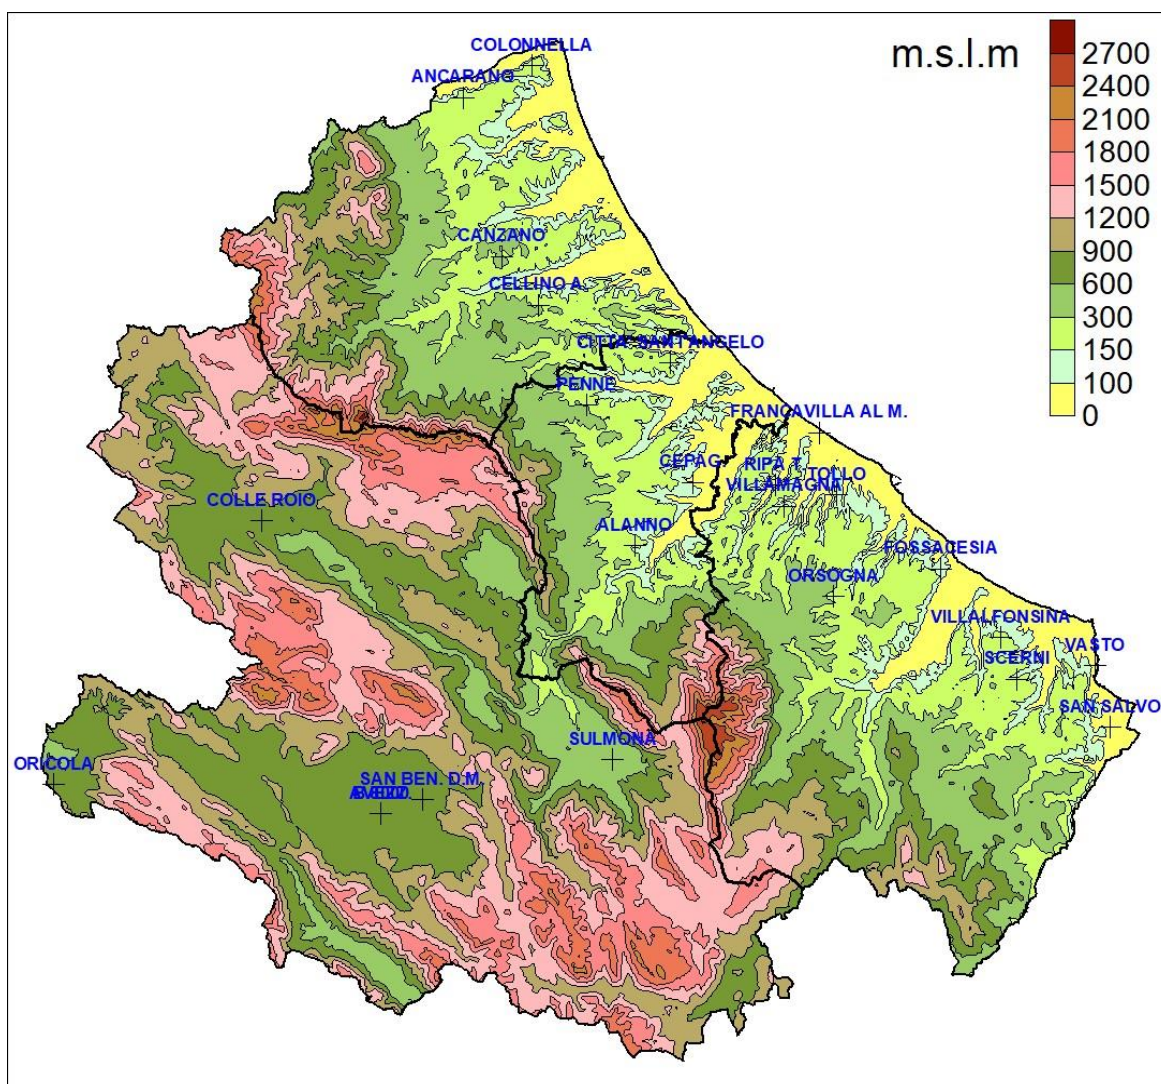 COLONNELLA
m.s.l.m
2700
ANCARANO
2400
2100
1800
1500
1200
900
600
300
150
100
0
CANZANO
CELLINO A.
CITTA' SANT'ANGELO
PENNE
FRANCAVILLA AL M.
CEPAG
RIPA T.
TOLLO
VILLAMAGNA
COLLE ROIO
ALANNO
FOSSACESIA
ORSOGNA
VILLALFONSINA
VASTO
SCERNI
SAN SALVO
SULMONA
ORICOLA
SAN BEN. D.M.